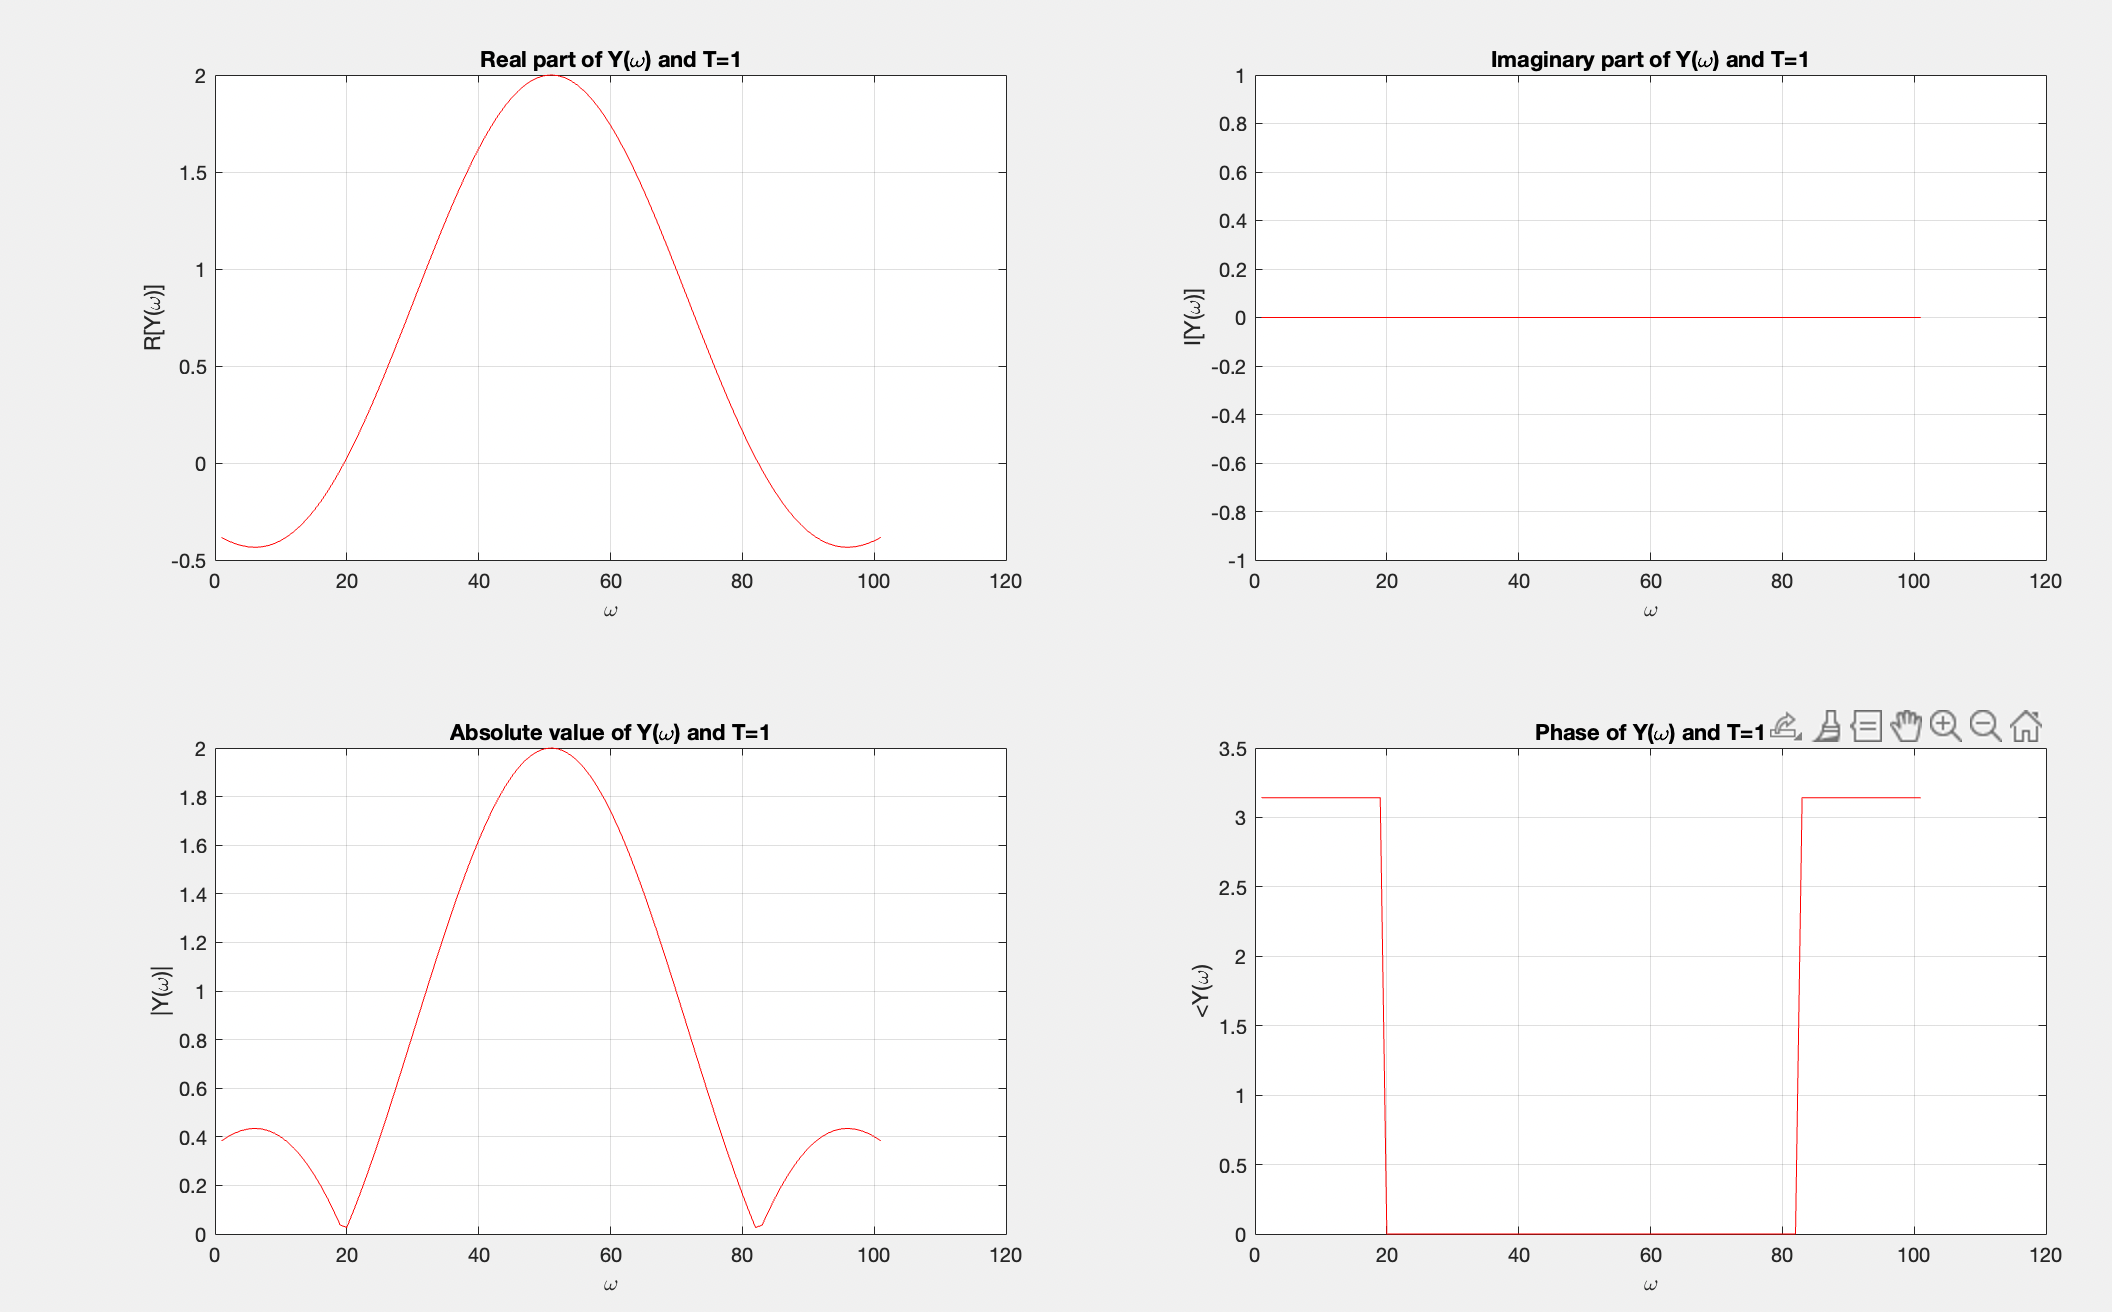 Real part of Y(ω) and T=1
2
1.5
1
0.5
0
-0.5
0 20 40 60 80 100 120
R[Y(ω)]
ω
Imaginary part of Y(ω) and T=1
1
0.8
0.6
0.4
0.2
0
-0.2
-0.4
-0.6
-0.8
-1
0 20 40 60 80 100 120
I[Y(ω)]
ω
Absolute value of Y(ω) and T=1
2
1.8
1.6
1.4
1.2
1
0.8
0.6
0.4
0.2
0
0 20 40 60 80 100 120
|Y(ω)|
ω
Phase of Y(ω) and T=1
3.5
3
2.5
2
1.5
1
0.5
0
0 20 40 60 80 100 120
<Y(ω)
ω